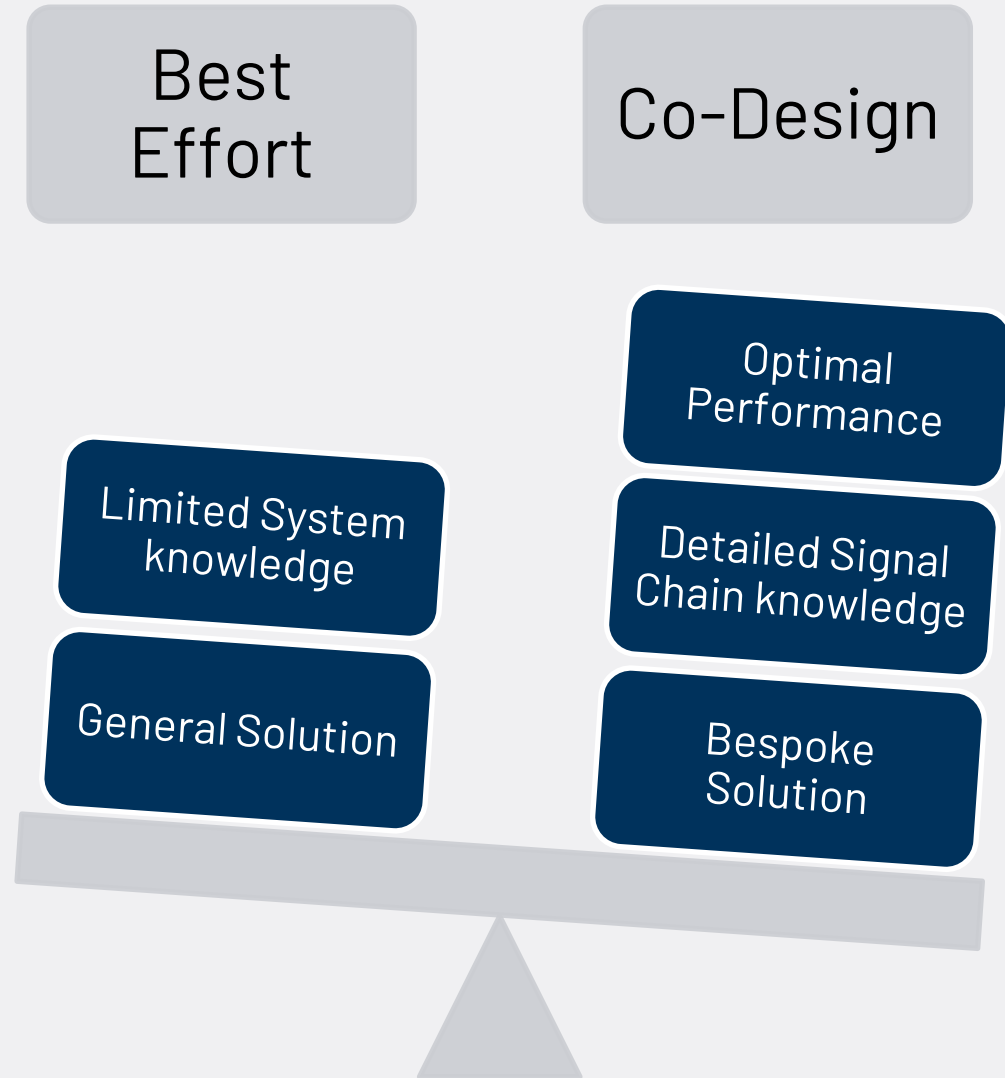 Best
Effort
Co-Design
Limited System
knowledge
General Solution
Optimal
Performance
Detailed Signal
Chain knowledge
Bespoke
Solution